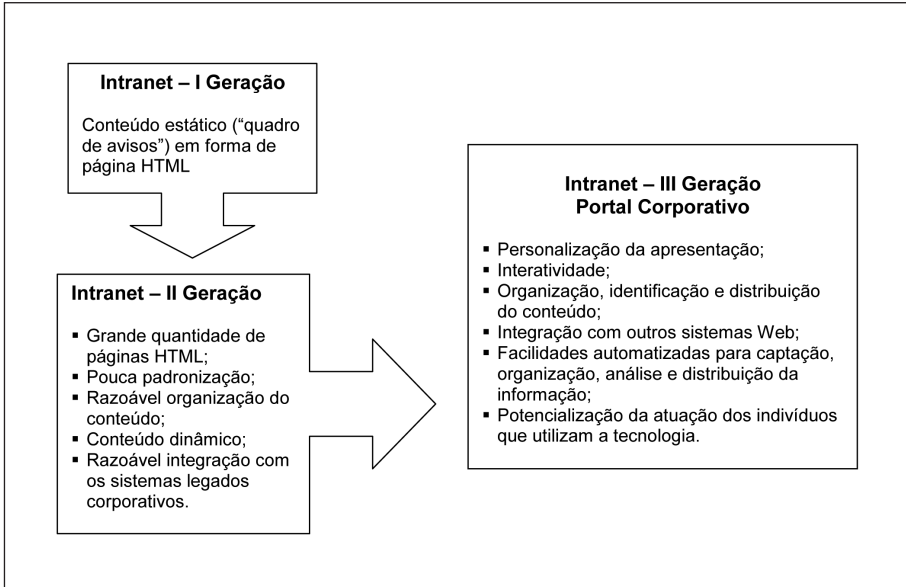 Intranet – I Geração
Conteúdo estático (“quadro
de avisos”) em forma de
página HTML
Intranet – II Geração
▪ Grande quantidade de
páginas HTML;
▪ Pouca padronização;
▪ Razoável organização do
conteúdo;
▪ Conteúdo dinâmico;
▪ Razoável integração com
os sistemas legados
corporativos.
Intranet – III Geração
Portal Corporativo
▪ Personalização da apresentação;
▪ Interatividade;
▪ Organização, identificação e distribuição
do conteúdo;
▪ Integração com outros sistemas Web;
▪ Facilidades automatizadas para captação,
organização, análise e distribuição da
informação;
▪ Potencialização da atuação dos indivíduos
que utilizam a tecnologia.